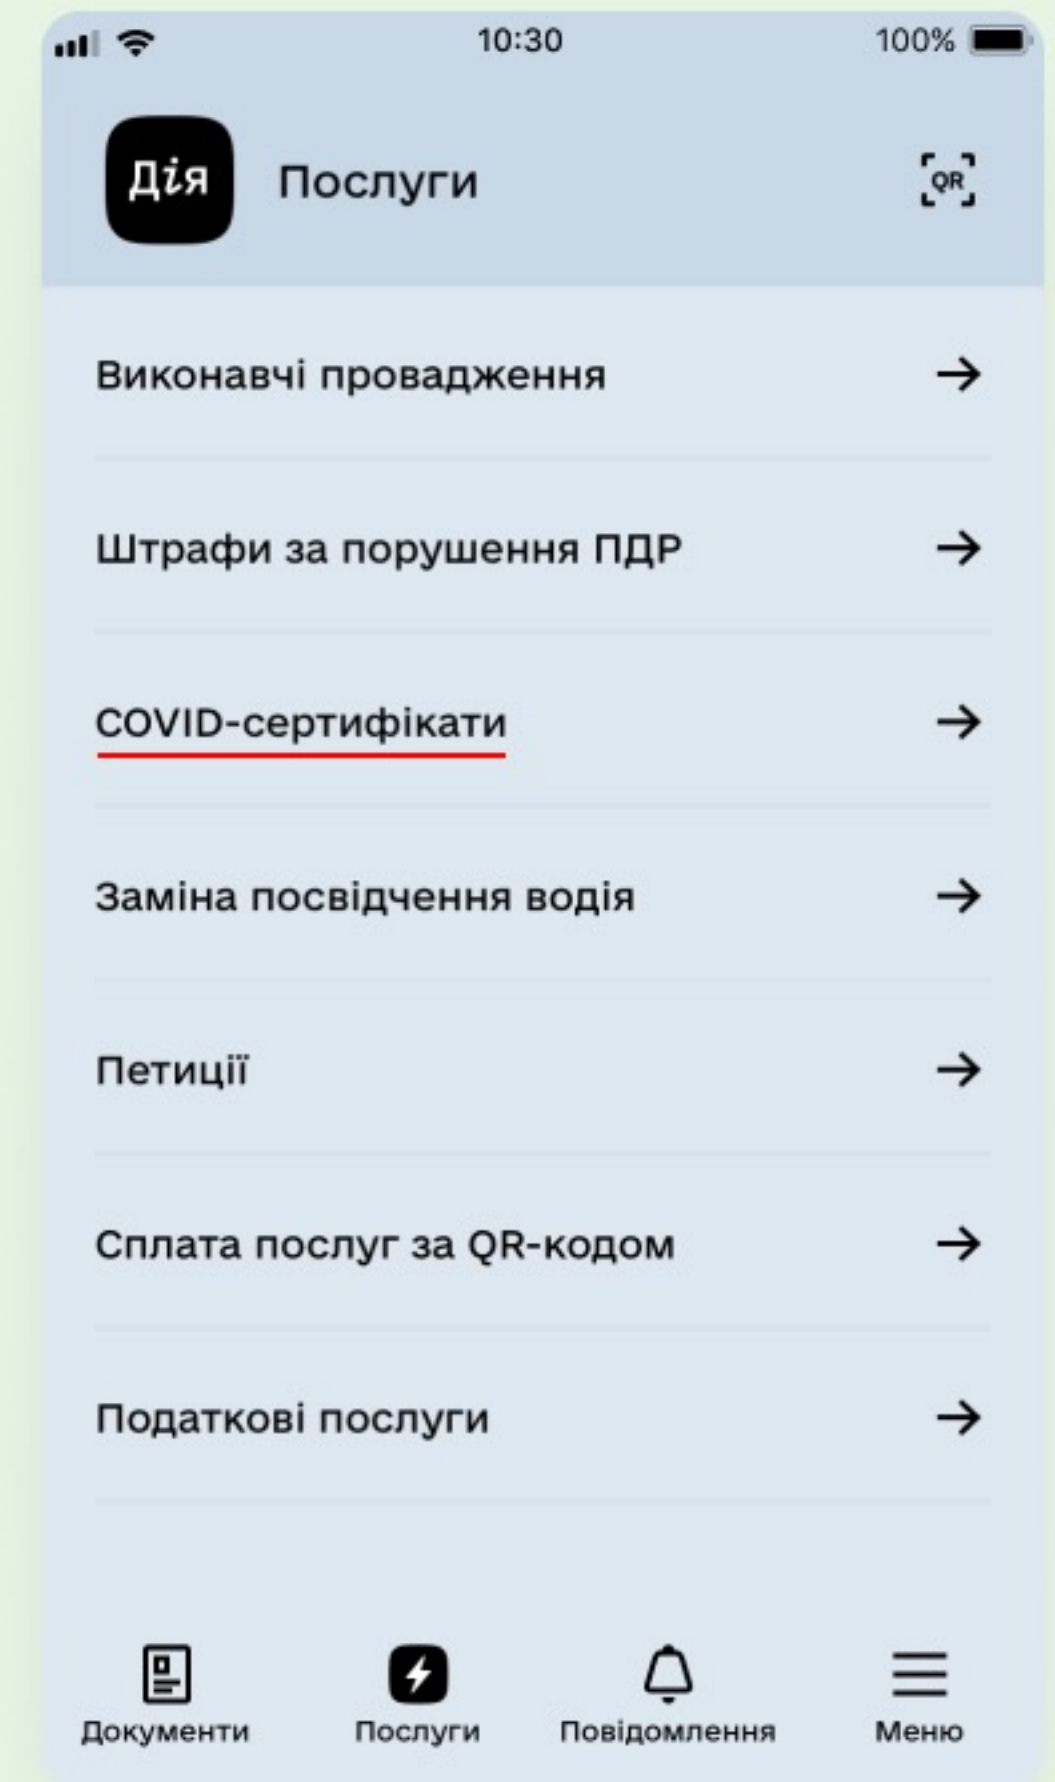 10:30
100%
Дія
Послуги
QR
Виконавчі провадження
Штрафи за порушення ПДР
COVID-сертифікати
Заміна посвідчення водія
Петиції
Сплата послуг за QR-кодом
Податкові послуги
Документи
Послуги
Повідомлення
Меню